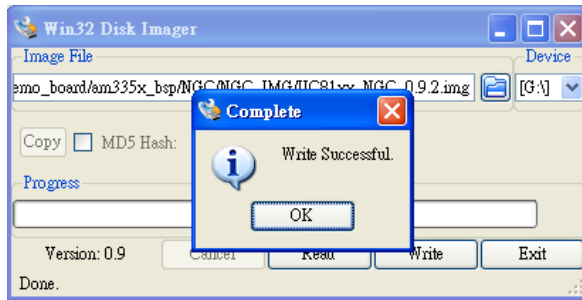 Win32 Disk Imager
Image File
Device
emo_board/am335x_bsp/NGC/NGC_IMG/IIC81xx_NGC_0.9.2.img
[G:\]
Complete
Copy
MD5 Hash:
Write Successful.
Progress
OK
Version: 0.9
Cancel
Read
Write
Exit
Done.